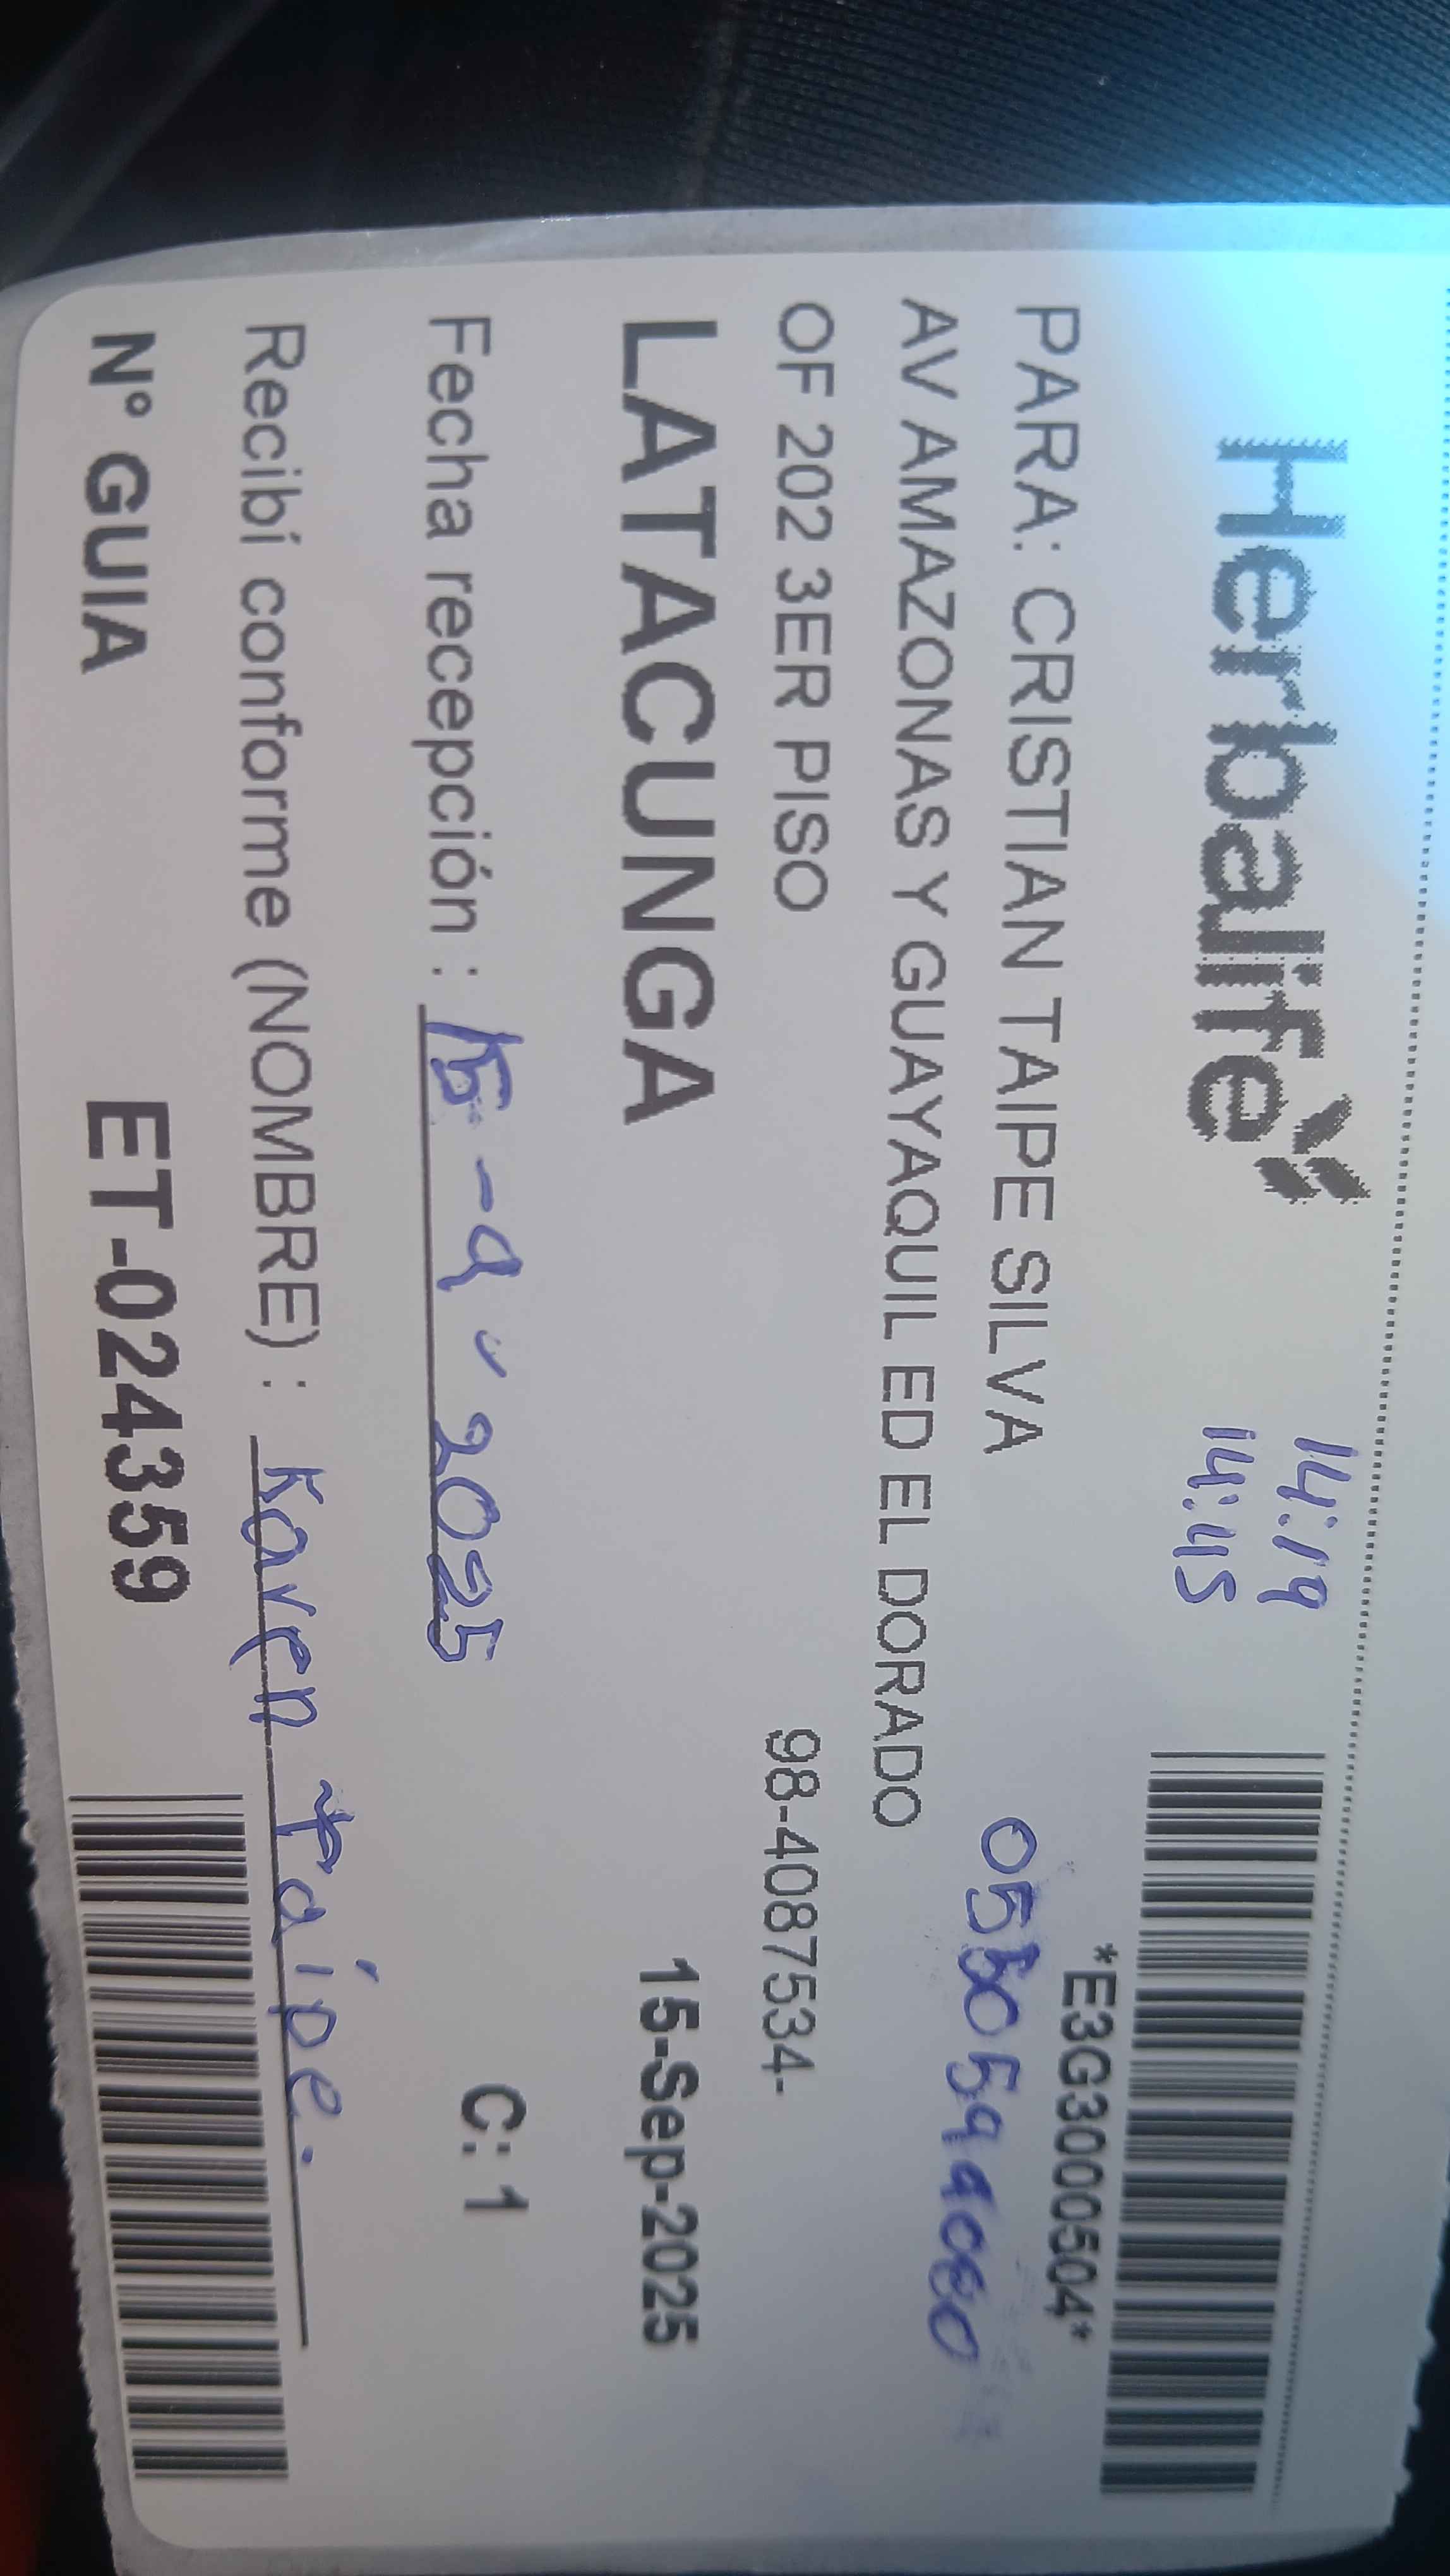 Herbalife
14:19
14:45
*E3G3000504*
PARA: CRISTIAN TAIPE SILVA
AV AMAZONAS Y GUAYAQUIL ED EL DORADO
OF 202 3ER PISO
98-4087534-
LATACUNGA
15-Sep-2025
Fecha recepción : 15-9-2025
C: 1
Recibí conforme (NOMBRE) : Karen Taipe.
N° GUIA ET-024359